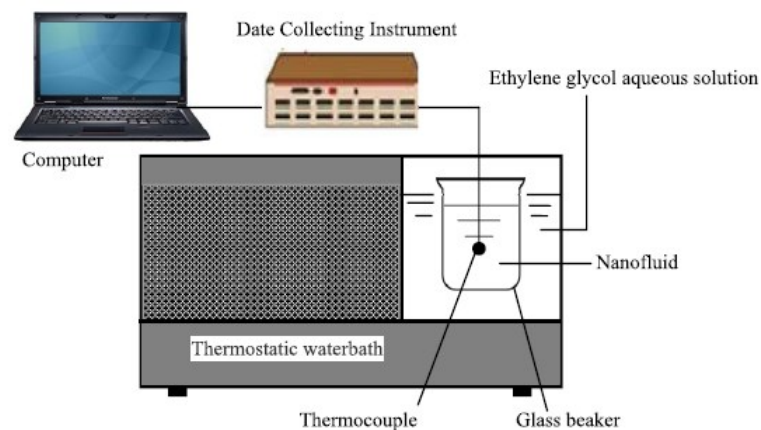 Date Collecting Instrument
Ethylene glycol aqueous solution
Computer
Nanofluid
Thermostatic waterbath
Thermocouple
Glass beaker